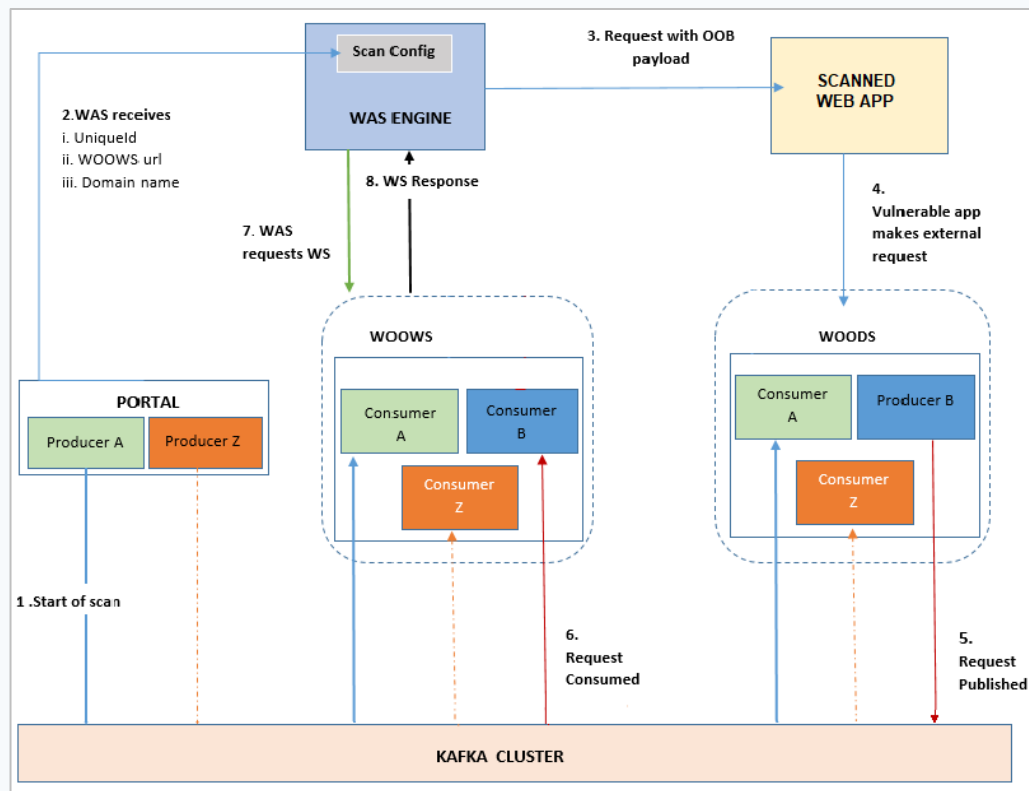 Scan Config
WAS ENGINE
3. Request with OOB
payload
SCANNED
WEB APP
2.WAS receives
i. UniqueId
ii. WOOWS url
iii. Domain name
8. WS Response
7. WAS
requests WS
4.
Vulnerable app
makes external
request
PORTAL
Producer A
Producer Z
WOOWS
Consumer
A
Consumer
B
Consumer
Z
WOODS
Consumer
A
Producer B
Consumer
Z
1 .Start of scan
6.
Request
Consumed
5.
Request
Published
KAFKA CLUSTER